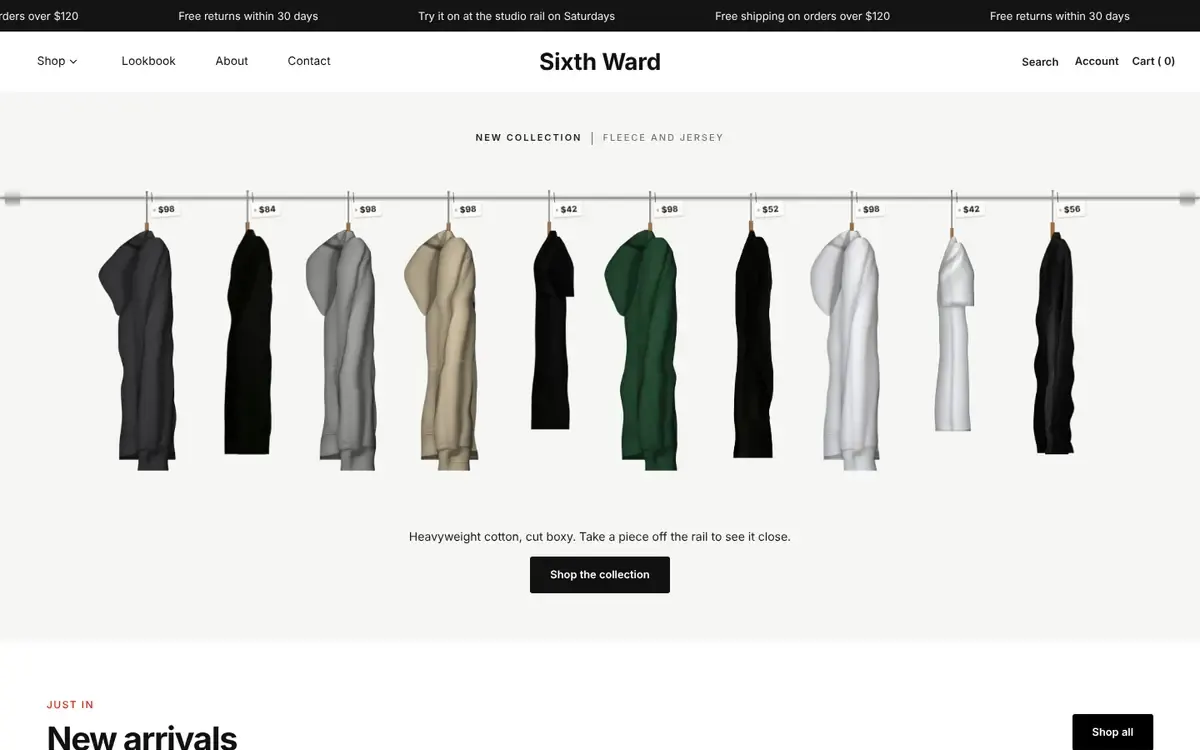 rders over $120 Free returns within 30 days Try it on at the studio rail on Saturdays Free shipping on orders over $120 Free returns within 30 days
Shop Lookbook About Contact Sixth Ward Search Account Cart ( 0)
NEW COLLECTION | FLEECE AND JERSEY
$98 $84 $98 $98 $42 $98 $52 $98 $42 $56
Heavyweight cotton, cut boxy. Take a piece off the rail to see it close.
Shop the collection
JUST IN
New arrivals
Shop all